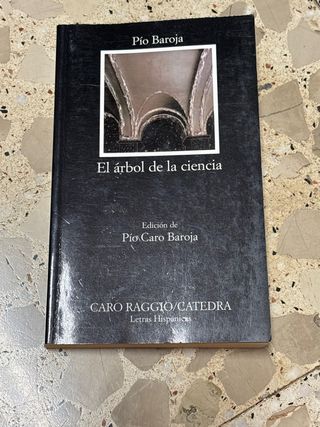 Pío Baroja
El árbol de la ciencia
Edición de
Pío Caro Baroja
CARO RAGGIO/CATEDRA
Letras Hispánicas